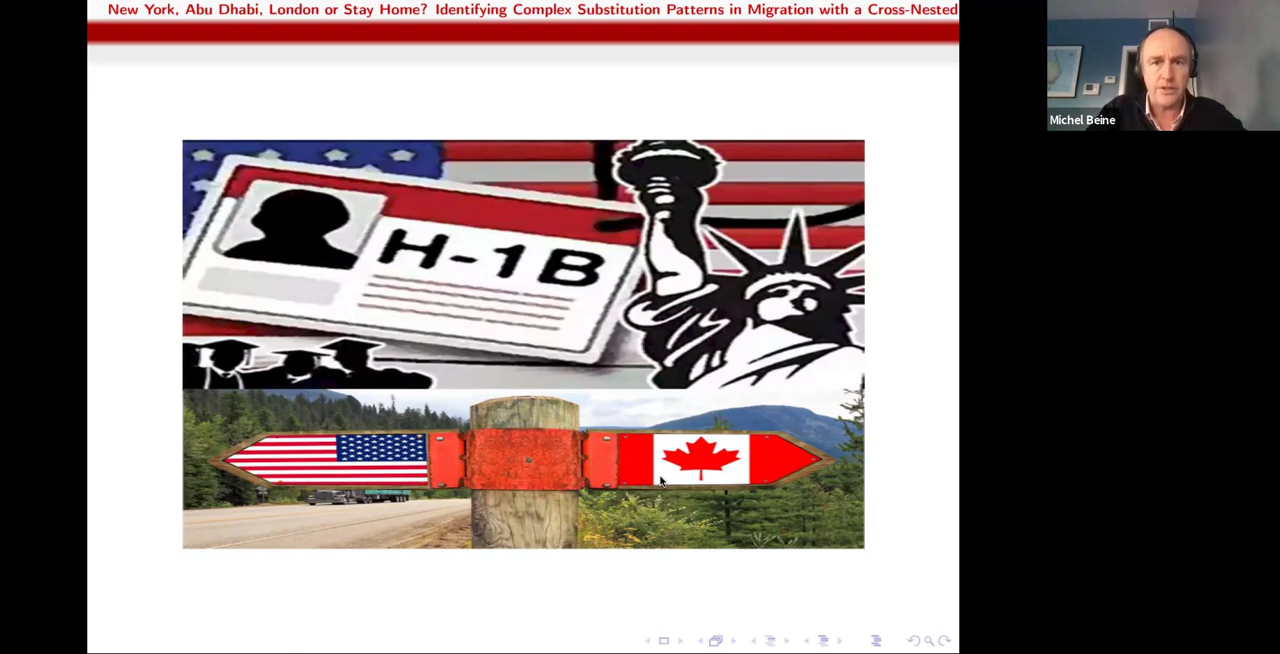 New York, Abu Dhabi, London or Stay Home? Identifying Complex Substitution Patterns in Migration with a Cross-Nested
Michel Beine
H-1B